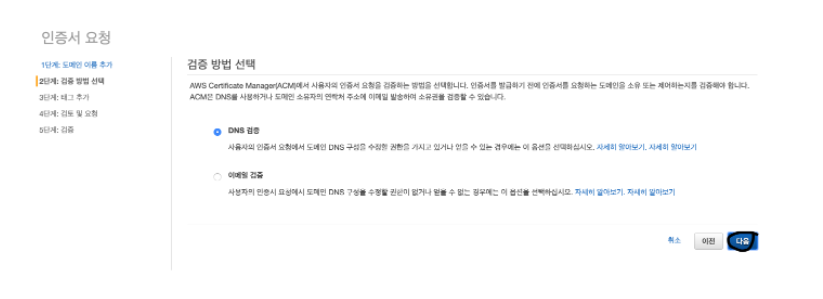 인증서 요청
1단계: 도메인 이름 추가
2단계: 검증 방법 선택
3단계: 태그 추가
4단계: 검토 및 요청
5단계: 검증
검증 방법 선택
AWS Certificate Manager(ACM)에서 사용자의 인증서 요청을 검증하는 방법을 선택합니다. 인증서를 발급하기 전에 인증서를 요청하는 도메인을 소유 또는 제어하는지를 검증해야 합니다.
ACM은 DNS를 사용하거나 도메인 소유자의 연락처 주소에 이메일 발송하여 소유권을 검증할 수 있습니다.
DNS 검증
사용자의 인증서 요청에서 도메인 DNS 구성을 수정할 권한을 가지고 있거나 얻을 수 있는 경우에는 이 옵션을 선택하십시오. 자세히 알아보기. 자세히 알아보기
이메일 검증
사용자의 인증서 요청에서 도메인 DNS 구성을 수정할 권한이 없거나 얻을 수 없는 경우에는 이 옵션을 선택하십시오. 자세히 알아보기. 자세히 알아보기
취소 이전 다음